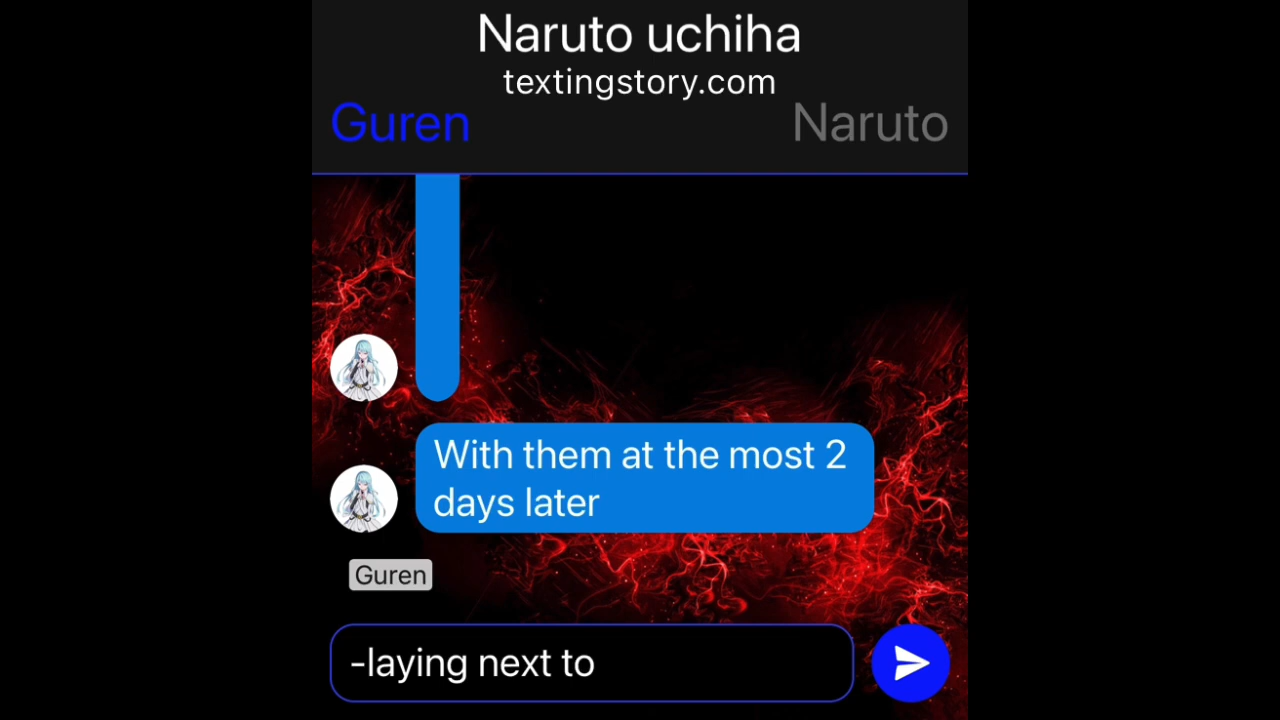 Naruto uchiha
textingstory.com
Guren
Naruto
With them at the most 2
days later
Guren
-laying next to